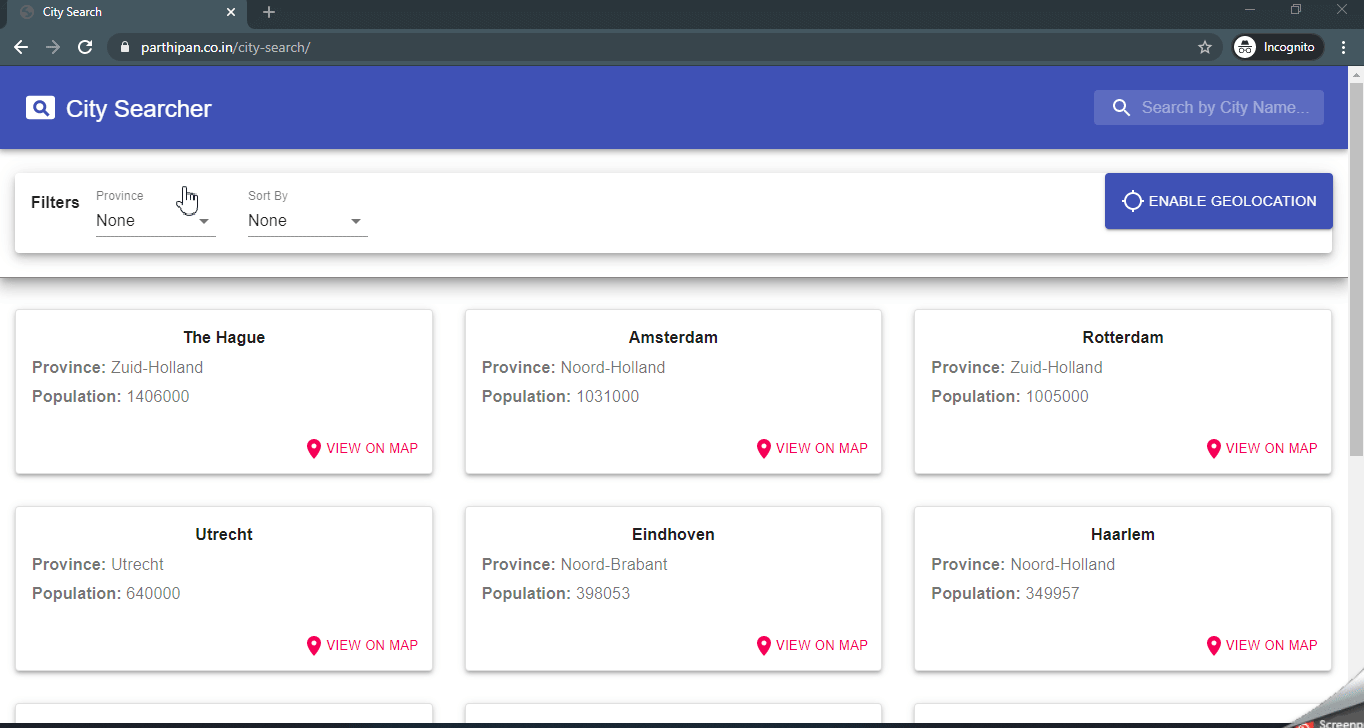 City Search
parthipan.co.in/city-search/
Incognito
City Searcher
Search by City Name...
Filters
Province
None
Sort By
None
ENABLE GEOLOCATION
The Hague
Province: Zuid-Holland
Population: 1406000
VIEW ON MAP
Amsterdam
Province: Noord-Holland
Population: 1031000
VIEW ON MAP
Rotterdam
Province: Zuid-Holland
Population: 1005000
VIEW ON MAP
Utrecht
Province: Utrecht
Population: 640000
VIEW ON MAP
Eindhoven
Province: Noord-Brabant
Population: 398053
VIEW ON MAP
Haarlem
Province: Noord-Holland
Population: 349957
VIEW ON MAP